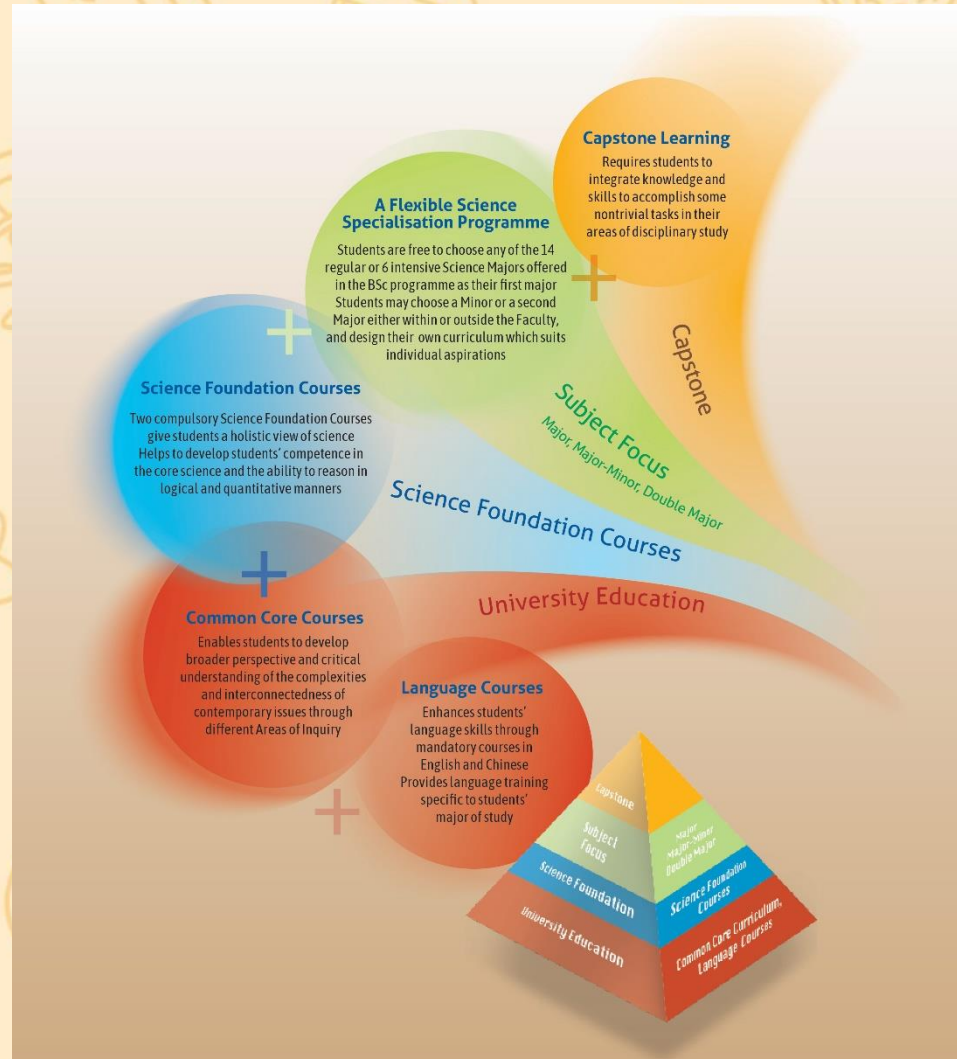 Capstone Learning
Requires students to
integrate knowledge and
skills to accomplish some
nontrivial tasks in their
areas of disciplinary study
A Flexible Science
Specialisation Programme
Students are free to choose any of the 14
regular or 6 intensive Science Majors offered
in the BSc programme as their first major
Students may choose a Minor or a second
Major either within or outside the Faculty,
and design their own curriculum which suits
individual aspirations
Capstone
Science Foundation Courses
Two compulsory Science Foundation Courses
give students a holistic view of science
Helps to develop students' competence in
the core science and the ability to reason in
logical and quantitative manners
Subject Focus
Major, Major-Minor, Double Major
Science Foundation Courses
University Education
Common Core Courses
Enables students to develop
broader perspective and critical
understanding of the complexities
and interconnectedness of
contemporary issues through
different Areas of Inquiry
Language Courses
Enhances students'
language skills through
mandatory courses in
English and Chinese
Provides language training
specific to students'
major of study
Capstone
Subject
Focus
Major
Major-Minor
Double Major
Science Foundation
Science Foundation
Courses
University Education
Common Core Curriculum,
Language Courses